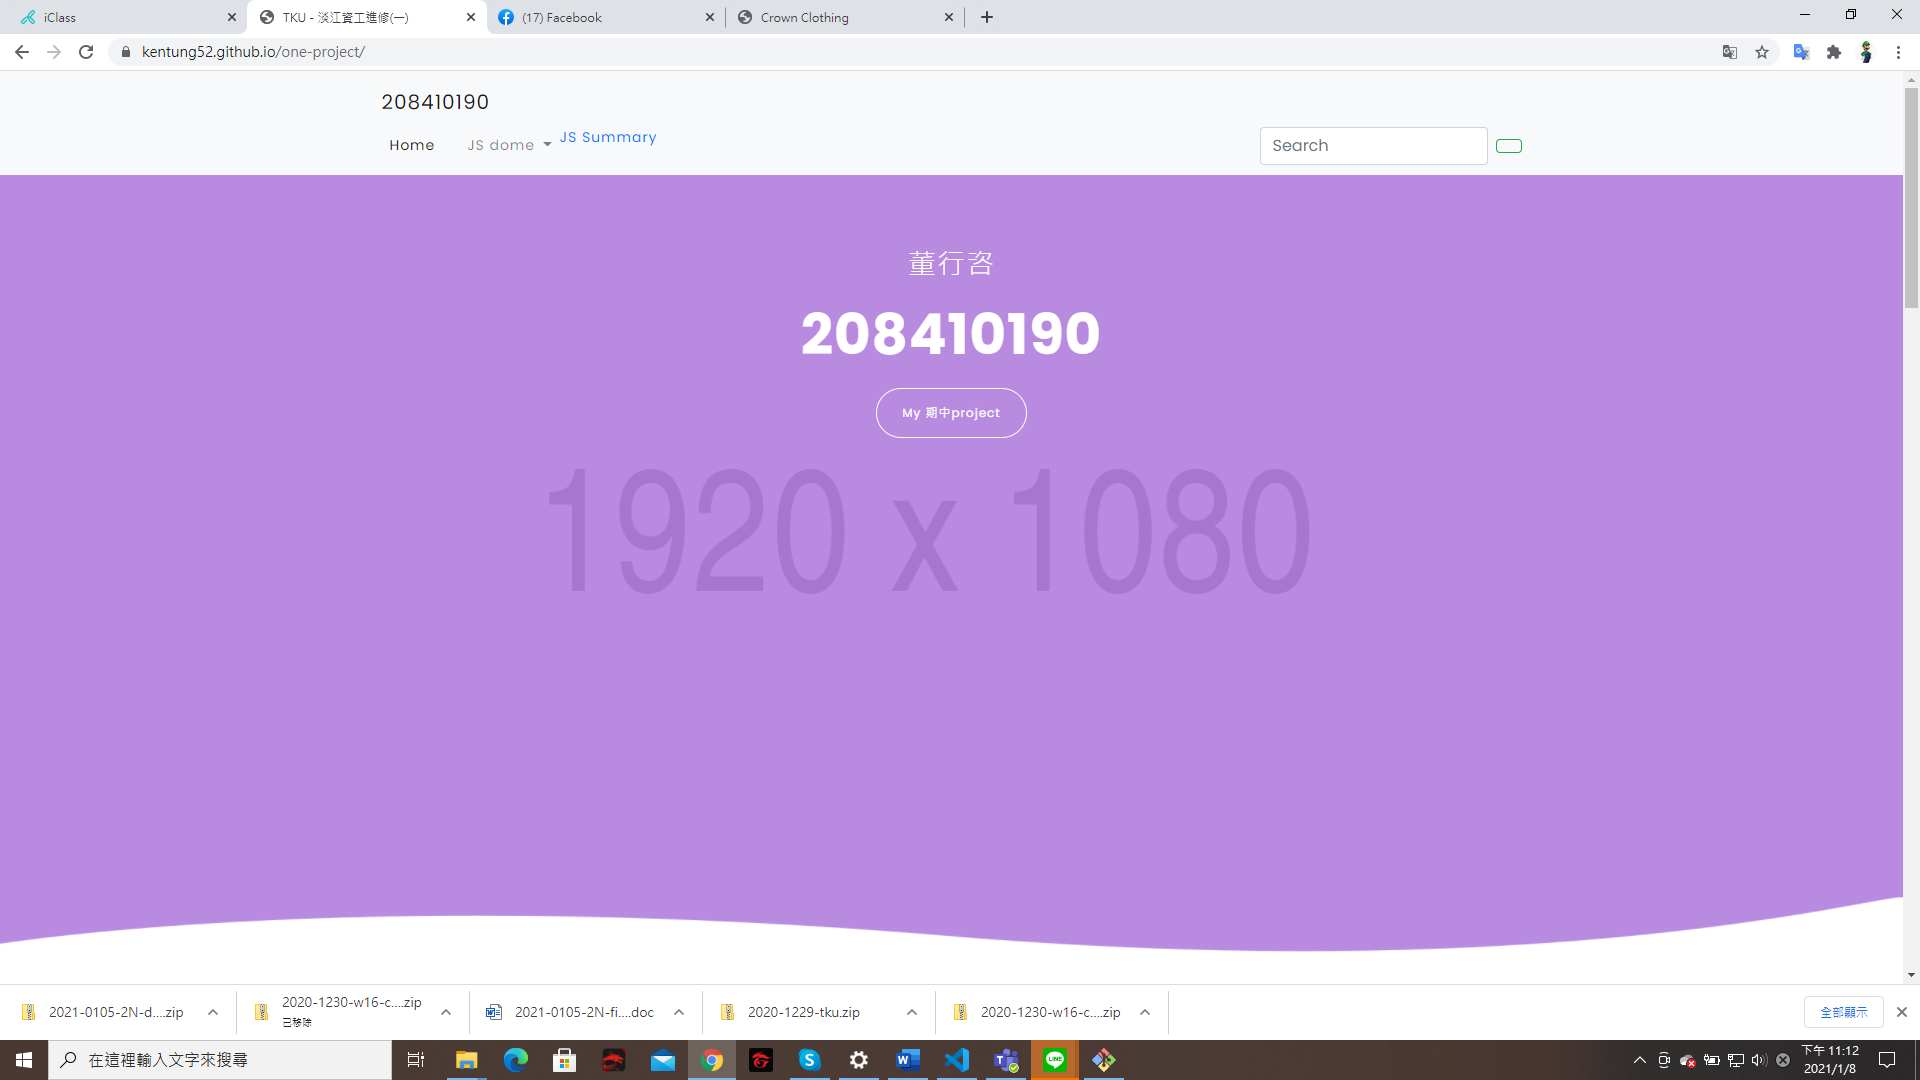 iClass
TKU - 淡江資工進修(一)
(17) Facebook
Crown Clothing
kentung52.github.io/one-project/
208410190
Home
JS dome
JS Summary
Search
董行咨
208410190
My 期中project
1920 x 1080
2021-0105-2N-d....zip
2020-1230-w16-c....zip
已移除
2021-0105-2N-fi....doc
2020-1229-tku.zip
2020-1230-w16-c....zip
全部顯示
在這裡輸入文字來搜尋
下午 11:12
2021/1/8